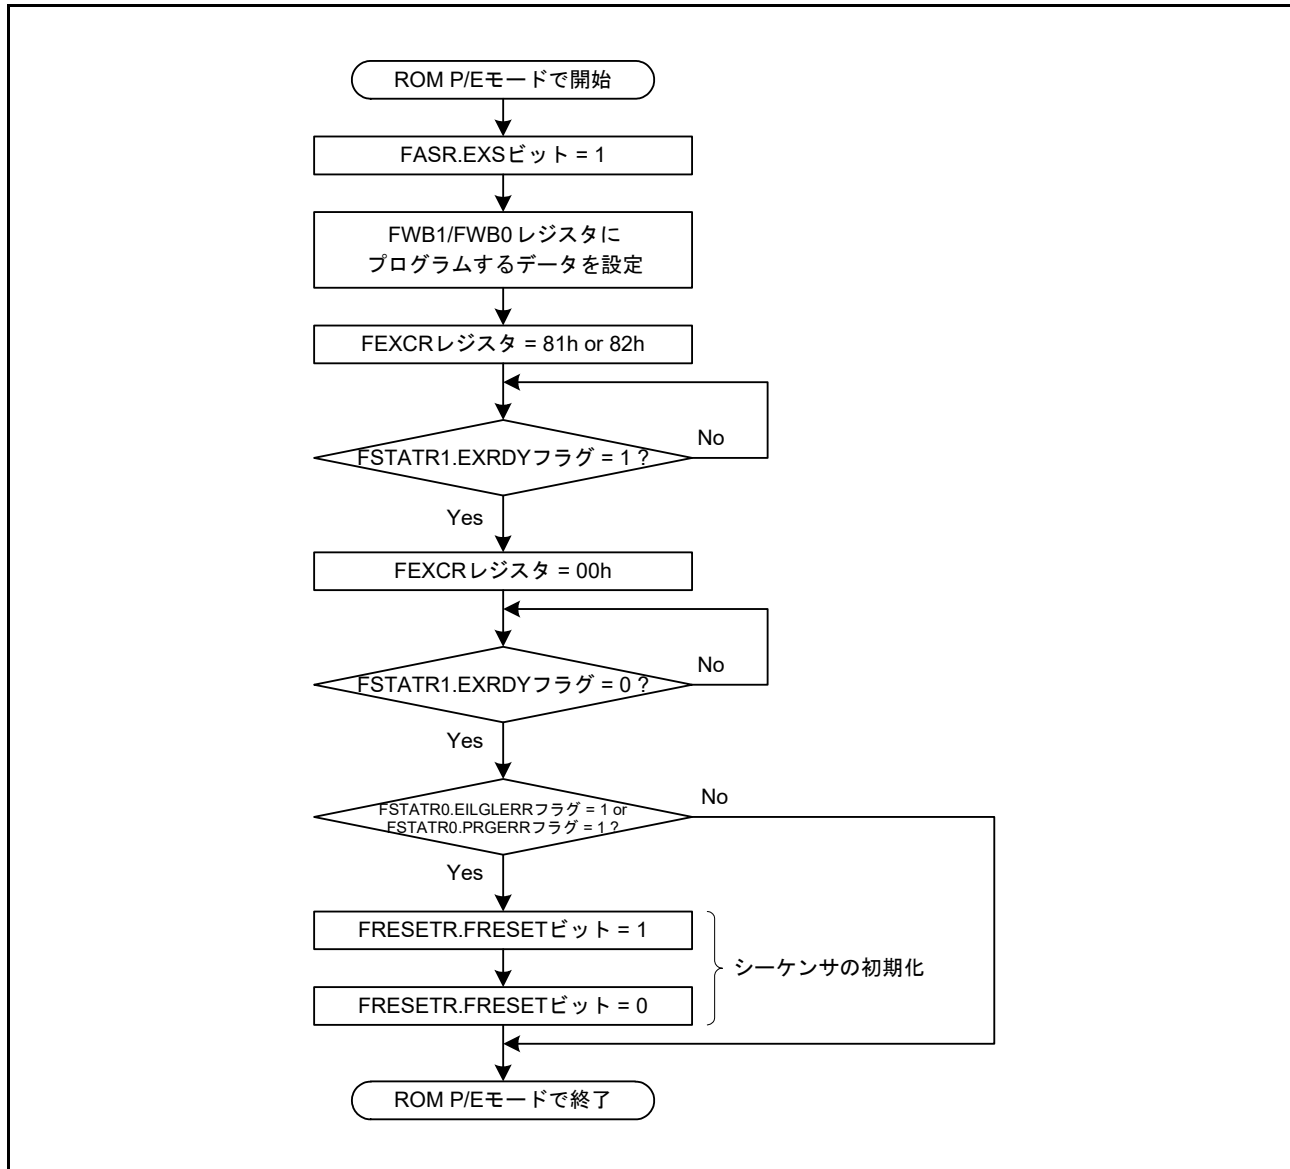 ROM P/Eモードで開始
FASR.EXSビット = 1
FWB1/FWB0 レジスタに
プログラムするデータを設定
FEXCRレジスタ = 81h or 82h
No
FSTATR1.EXRDYフラグ = 1 ?
Yes
FEXCRレジスタ = 00h
No
FSTATR1.EXRDYフラグ = 0 ?
Yes
No
FSTATR0.EILGLERRフラグ = 1 or
FSTATR0.PRGERRフラグ = 1 ?
Yes
FRESETR.FRESETビット = 1
シーケンサの初期化
FRESETR.FRESETビット = 0
ROM P/Eモードで終了